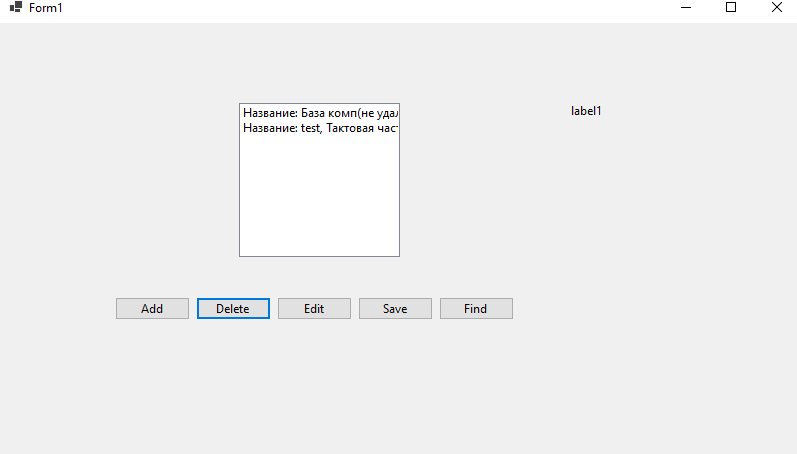 Form1
Название: База комп(не удал
label1
Название: test, Тактовая част
Add Delete Edit Save Find